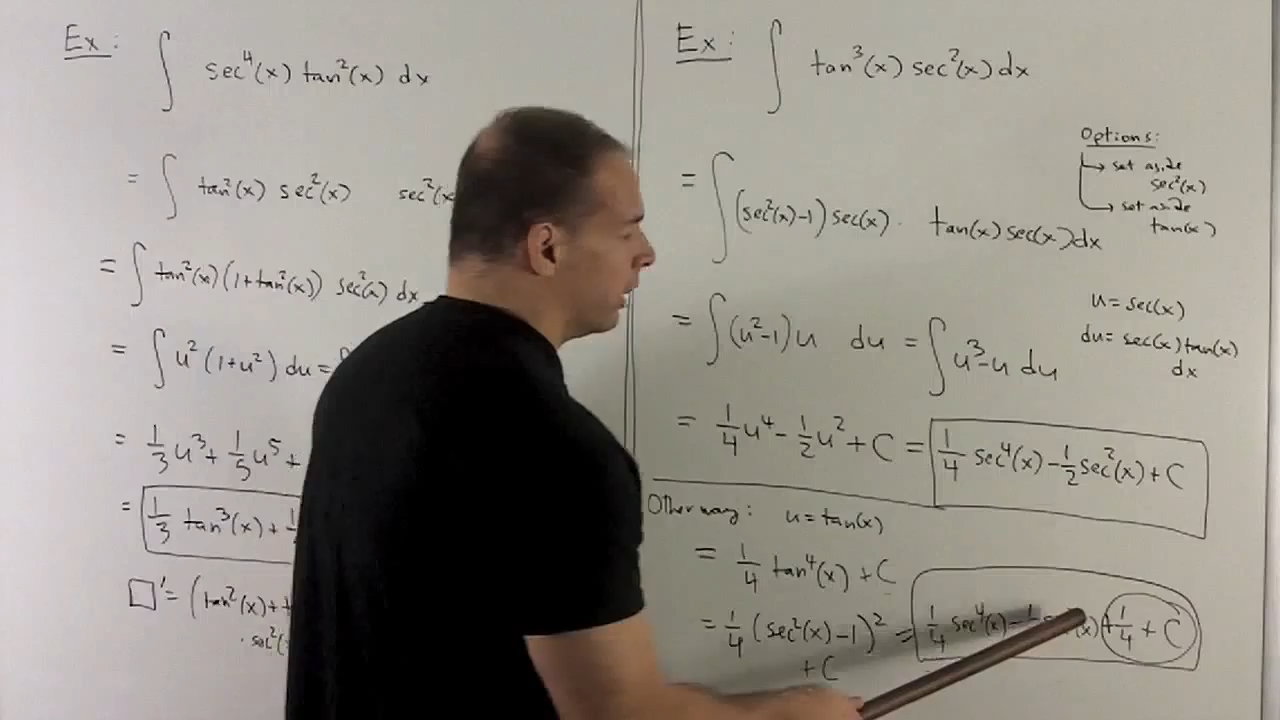 Ex: ∫ sec⁴(x) tan²(x) dx
= ∫ tan²(x) sec²(x) sec²(x
= ∫ tan²(x)(1+tan²(x)) sec²(x) dx
= ∫ u²(1+u²) du =
= 1/3 u³ + 1/5 u⁵ +
= 1/3 tan³(x) + 1
□' = (tan²(x) + t
· sec²(
Ex: ∫ tan³(x) sec²(x) dx
Options:
→ set aside
sec²(x)
→ set aside
tan(x)
= ∫ (sec²(x)-1) sec(x) · tan(x) sec(x) dx
u = sec(x)
du = sec(x) tan(x)
dx
= ∫ (u²-1) u du = ∫ u³-u du
= 1/4 u⁴ - 1/2 u² + C = 1/4 sec⁴(x) - 1/2 sec²(x) + C
Other way: u = tan(x)
= 1/4 tan⁴(x) + C
= 1/4 (sec²(x)-1)² = 1/4 sec⁴(x) - (x) + 1/4 + C
+ C